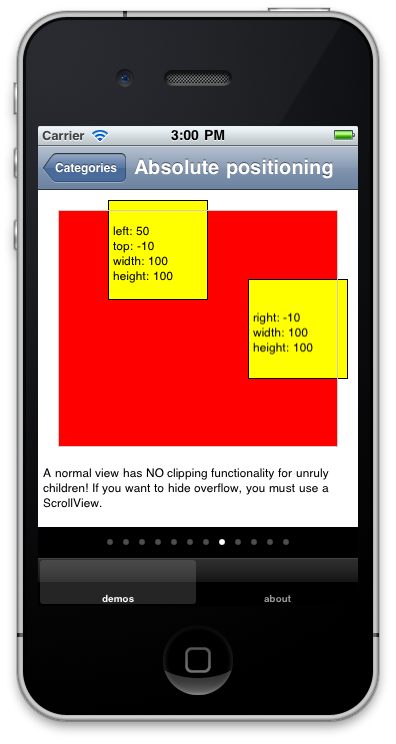 Carrier 3:00 PM
Categories Absolute positioning
left: 50
top: -10
width: 100
height: 100
right: -10
width: 100
height: 100
A normal view has NO clipping functionality for unruly
children! If you want to hide overflow, you must use a
ScrollView.
demos about